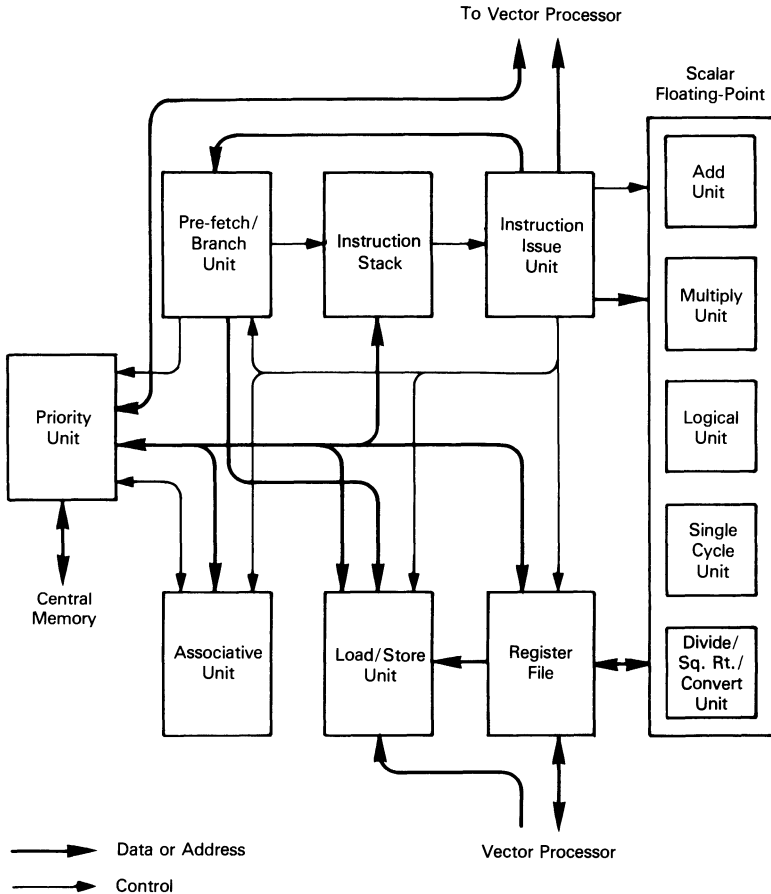 To Vector Processor
Scalar
Floating-Point
Add
Unit
Pre-fetch/
Branch
Unit
Instruction
Stack
Instruction
Issue
Unit
Multiply
Unit
Priority
Unit
Logical
Unit
Single
Cycle
Unit
Central
Memory
Associative
Unit
Load/Store
Unit
Register
File
Divide/
Sq. Rt./
Convert
Unit
Data or Address
Vector Processor
Control